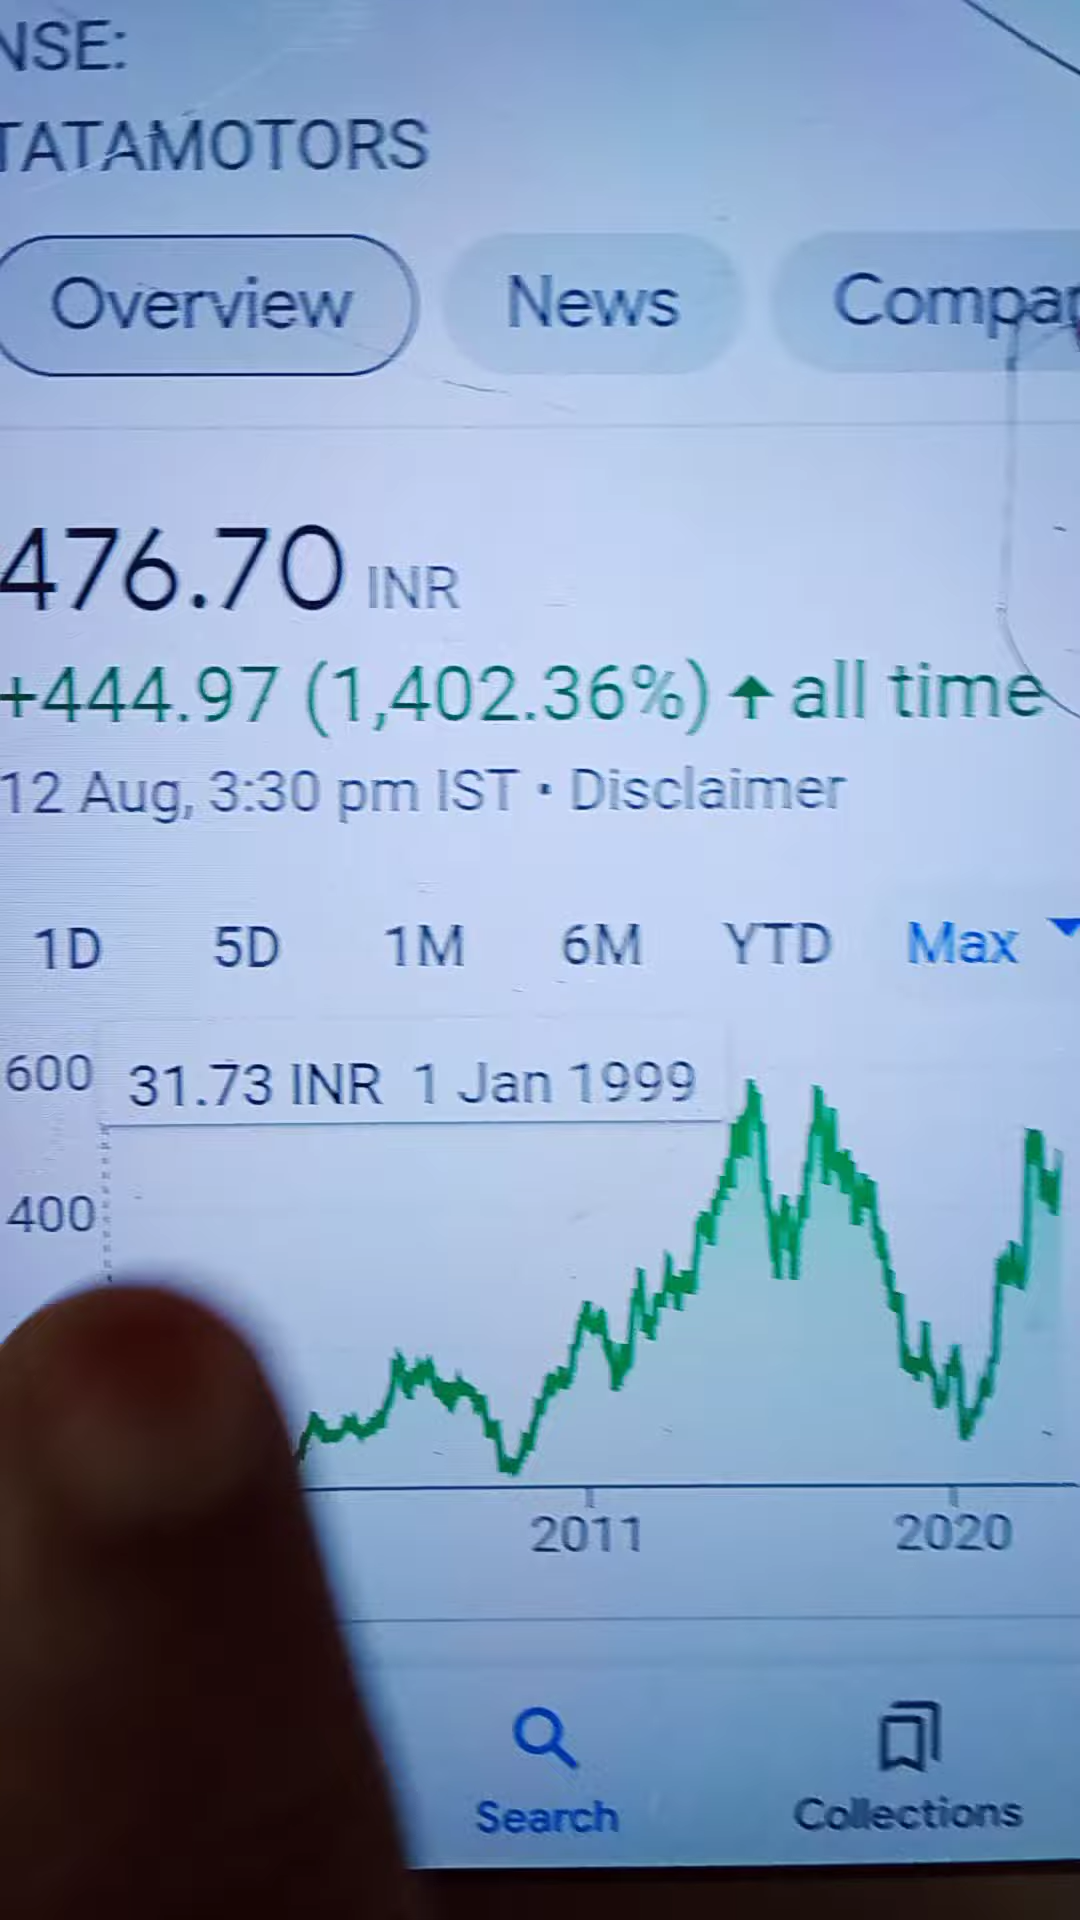 NSE:
TATAMOTORS
Overview News Compar
476.70 INR
+444.97 (1,402.36%) ↑ all time
12 Aug, 3:30 pm IST • Disclaimer
1D 5D 1M 6M YTD Max
600
31.73 INR 1 Jan 1999
400
2011 2020
Search Collections